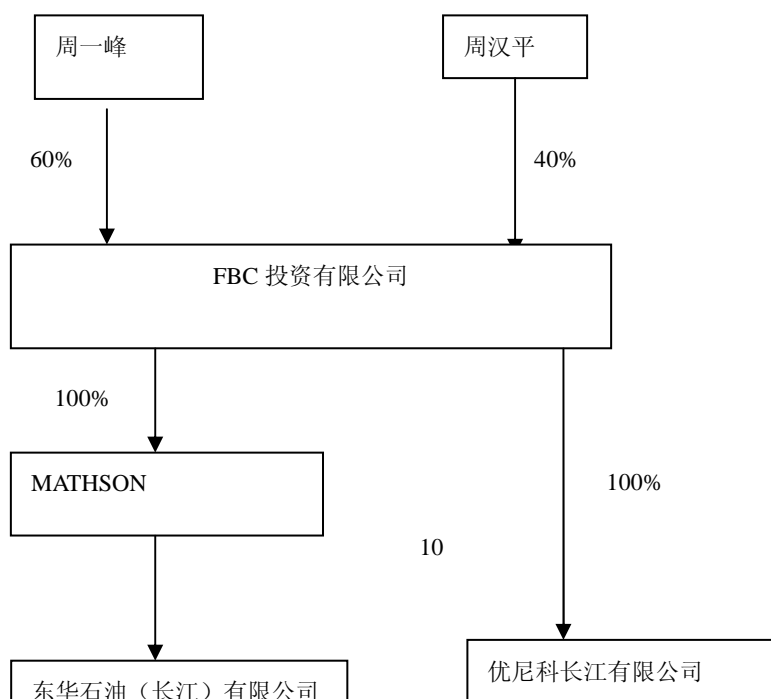 周一峰
周汉平
60%
40%
FBC 投资有限公司
100%
MATHSON
100%
10
优尼科长江有限公司
东华石油（长江）有限公司